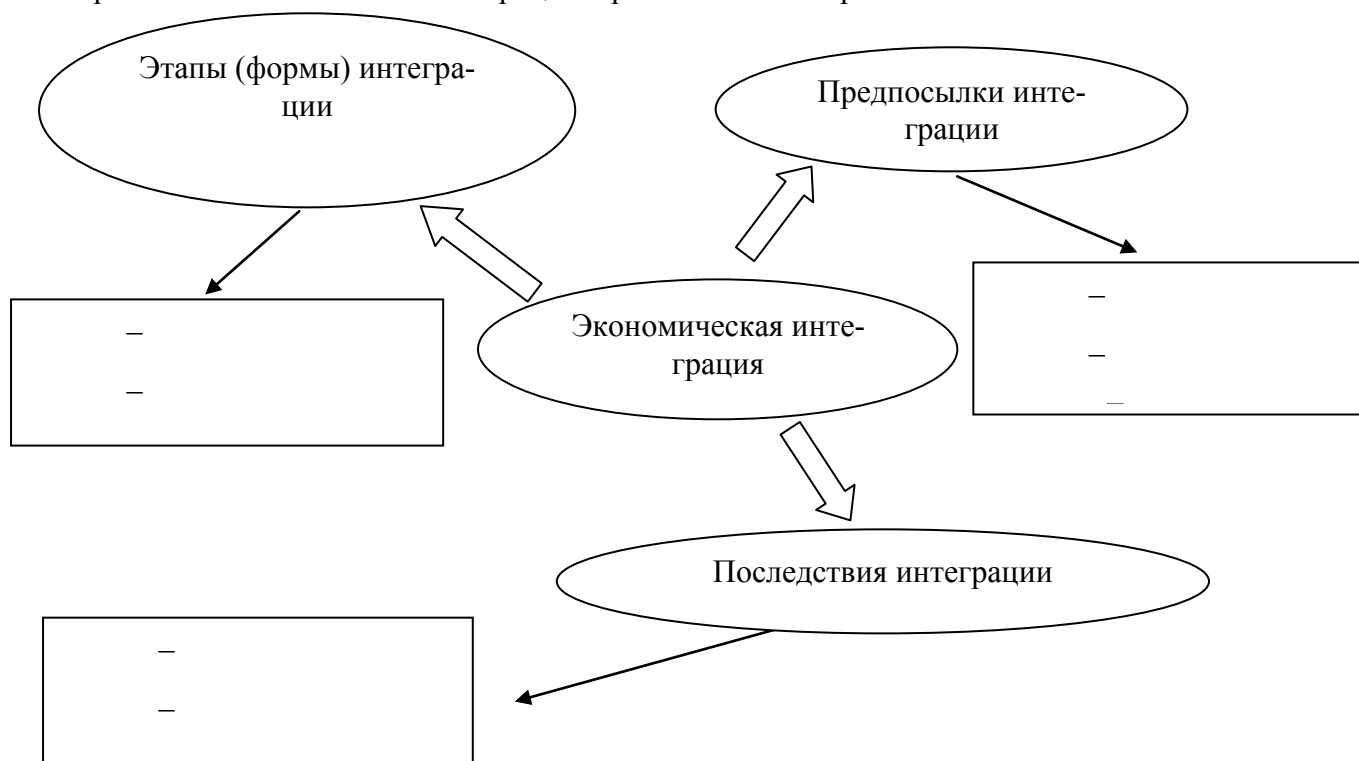 Этапы (формы) интегра-
ции
Предпосылки инте-
грации
Экономическая инте-
грация
–
–
–
–
–
Последствия интеграции
–
–